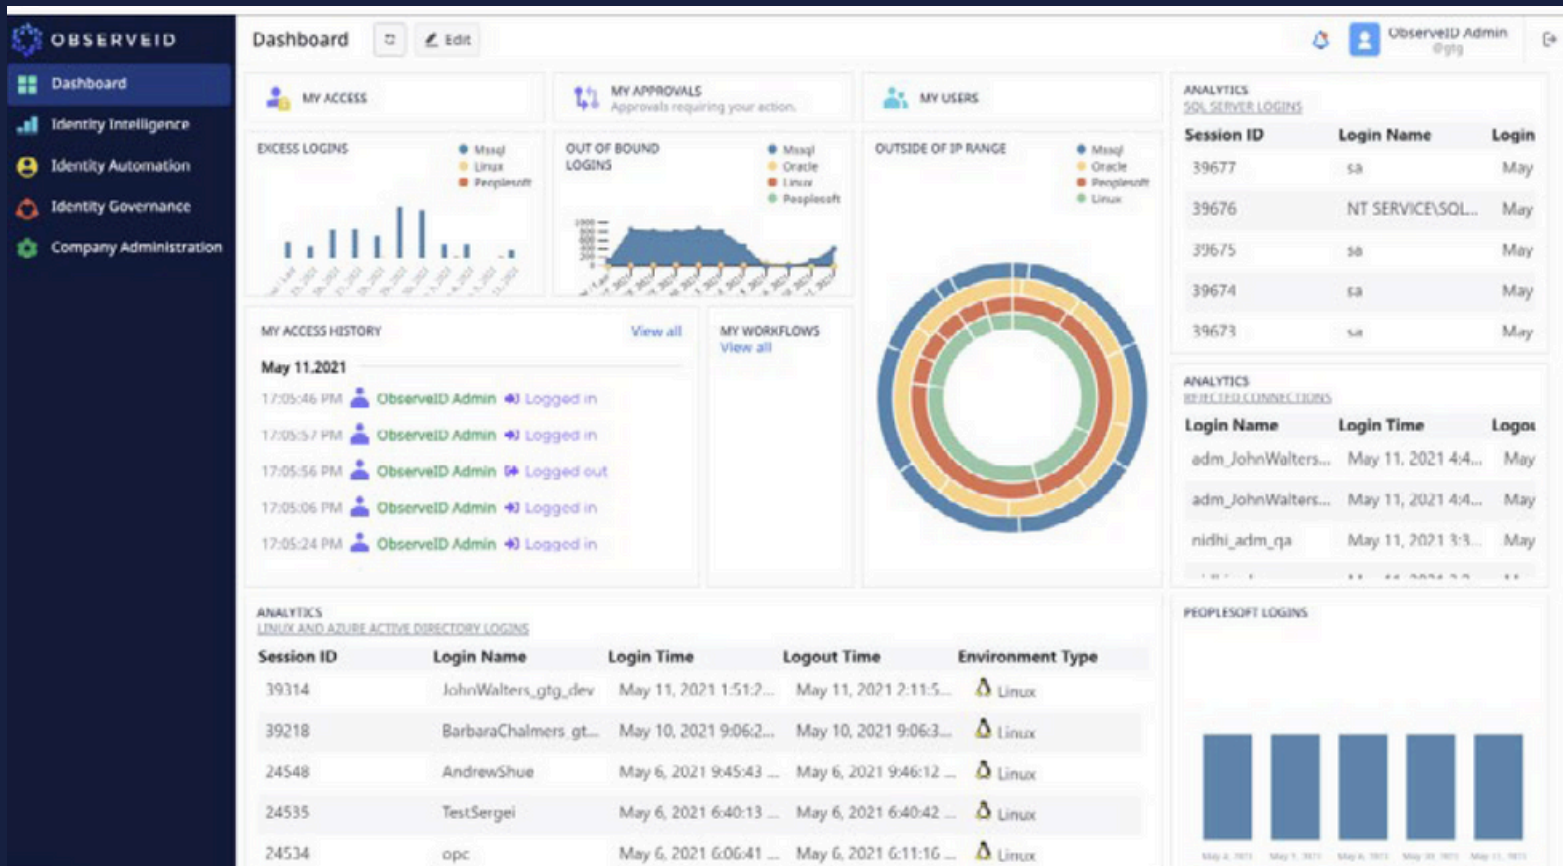 OBSERVEID
Dashboard
Identity Intelligence
Identity Automation
Identity Governance
Company Administration
Dashboard
Edit
ObserveID Admin
@gtg
MY ACCESS
MY APPROVALS
Approvals requiring your action.
MY USERS
EXCESS LOGINS
Mssql
Linux
Peoplesoft
OUT OF BOUND
LOGINS
Mssql
Oracle
Linux
Peoplesoft
1000
OUTSIDE OF IP RANGE
Mssql
Oracle
Peoplesoft
Linux
ANALYTICS
SQL SERVER LOGINS
Session ID Login Name Login
39677 sa May
39676 NT SERVICE\SQL... May
39675 sa May
39674 sa May
39673 sa May
MY ACCESS HISTORY View all
May 11.2021
17:05:46 PM ObserveID Admin Logged in
17:05:57 PM ObserveID Admin Logged in
17:05:56 PM ObserveID Admin Logged out
17:05:06 PM ObserveID Admin Logged in
17:05:24 PM ObserveID Admin Logged in
MY WORKFLOWS
View all
ANALYTICS
REJECTED CONNECTIONS
Login Name Login Time Logou
adm_JohnWalters... May 11, 2021 4:4... May
adm_JohnWalters... May 11, 2021 4:4... May
nidhi_adm_qa May 11, 2021 3:3... May
ANALYTICS
LINUX AND AZURE ACTIVE DIRECTORY LOGINS
Session ID Login Name Login Time Logout Time Environment Type
39314 JohnWalters_gtg_dev May 11, 2021 1:51:2... May 11, 2021 2:11:5... Linux
39218 BarbaraChalmers_gt... May 10, 2021 9:06:2... May 10, 2021 9:06:3... Linux
24548 AndrewShue May 6, 2021 9:45:43 ... May 6, 2021 9:46:12 ... Linux
24535 TestSergei May 6, 2021 6:40:13 ... May 6, 2021 6:40:42 ... Linux
24534 opc May 6, 2021 6:06:41 ... May 6, 2021 6:11:16 ... Linux
PEOPLESOFT LOGINS